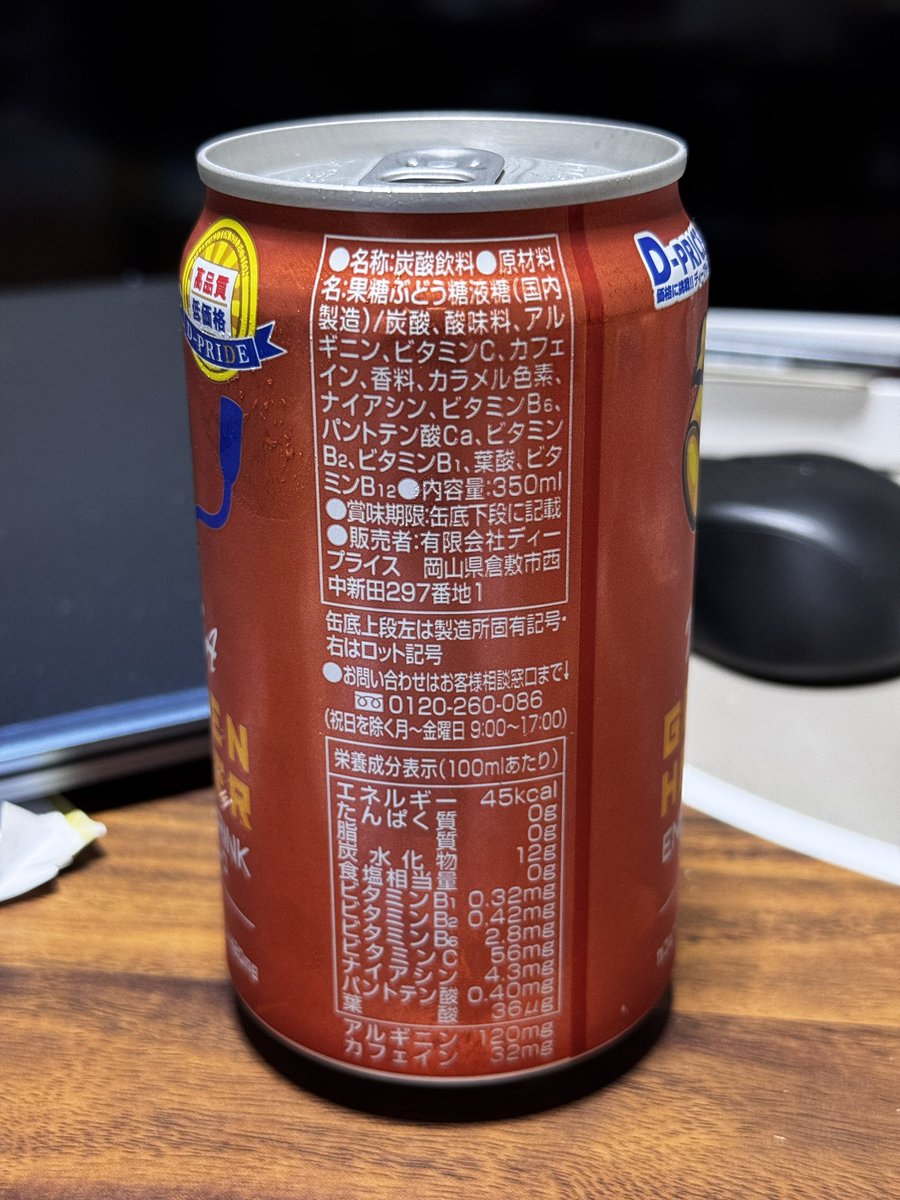 高品質
低価格
D-PRIDE
D-PRICE
●名称:炭酸飲料●原材料
名:果糖ぶどう糖液糖(国内
製造)/炭酸、酸味料、アル
ギニン、ビタミンC、カフェ
イン、香料、カラメル色素、
ナイアシン、ビタミンB6、
パントテン酸Ca、ビタミン
B2、ビタミンB1、葉酸、ビタ
ミンB12●内容量:350ml
●賞味期限:缶底下段に記載
●販売者:有限会社ディー
プライス 岡山県倉敷市西
中新田297番地1
缶底上段左は製造所固有記号・
右はロット記号
●お問い合わせはお客様相談窓口まで↓
0120-260-086
(祝日を除く月～金曜日 9:00～17:00)
栄養成分表示(100mlあたり)
エネルギー 45kcal
たんぱく質 0g
脂質 0g
炭水化物 12g
食塩相当量 0g
ビタミンB1 0.32mg
ビタミンB2 0.42mg
ビタミンB6 2.8mg
ビタミンC 56mg
ナイアシン 4.3mg
パントテン酸 0.40mg
葉酸 36μg
アルギニン 120mg
カフェイン 32mg